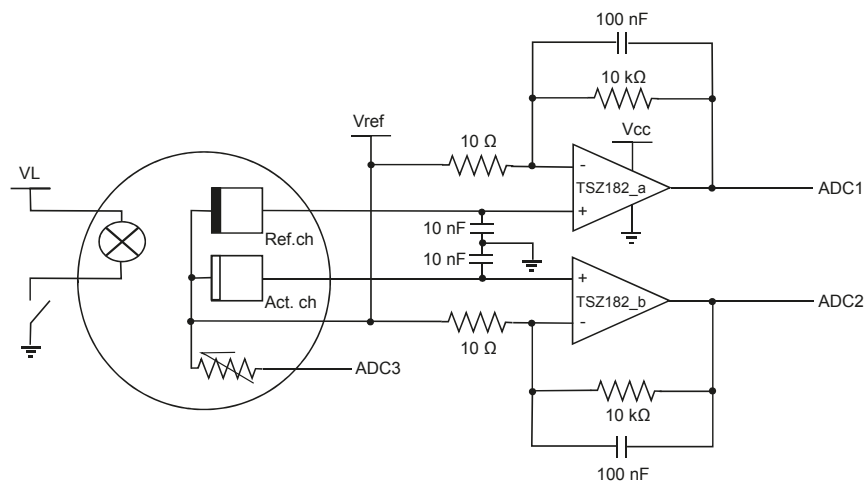 100 nF
10 kΩ
Vref
Vcc
10 Ω
-
TSZ182_a
+
ADC1
VL
Ref.ch
10 nF
10 nF
Act. ch
+
TSZ182_b
-
ADC2
10 Ω
ADC3
10 kΩ
100 nF